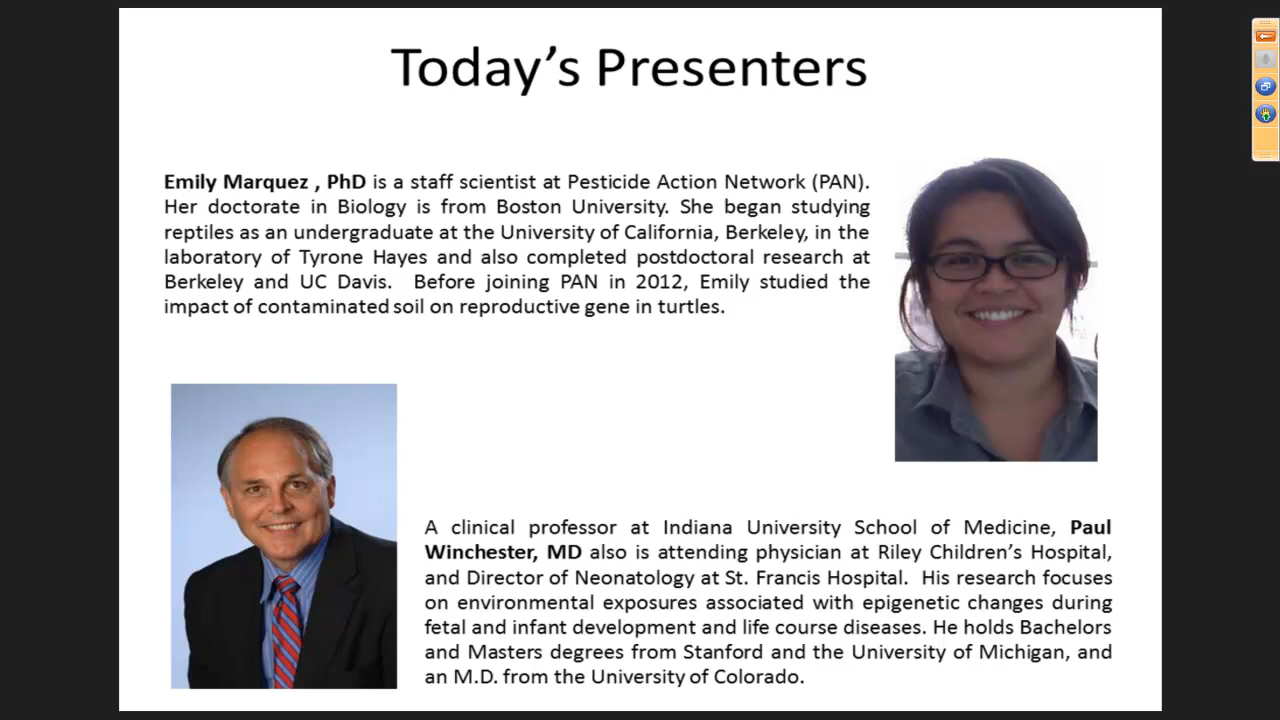 Today’s Presenters
Emily Marquez , PhD is a staff scientist at Pesticide Action Network (PAN).
Her doctorate in Biology is from Boston University. She began studying
reptiles as an undergraduate at the University of California, Berkeley, in the
laboratory of Tyrone Hayes and also completed postdoctoral research at
Berkeley and UC Davis. Before joining PAN in 2012, Emily studied the
impact of contaminated soil on reproductive gene in turtles.
A clinical professor at Indiana University School of Medicine, Paul
Winchester, MD also is attending physician at Riley Children’s Hospital,
and Director of Neonatology at St. Francis Hospital. His research focuses
on environmental exposures associated with epigenetic changes during
fetal and infant development and life course diseases. He holds Bachelors
and Masters degrees from Stanford and the University of Michigan, and
an M.D. from the University of Colorado.